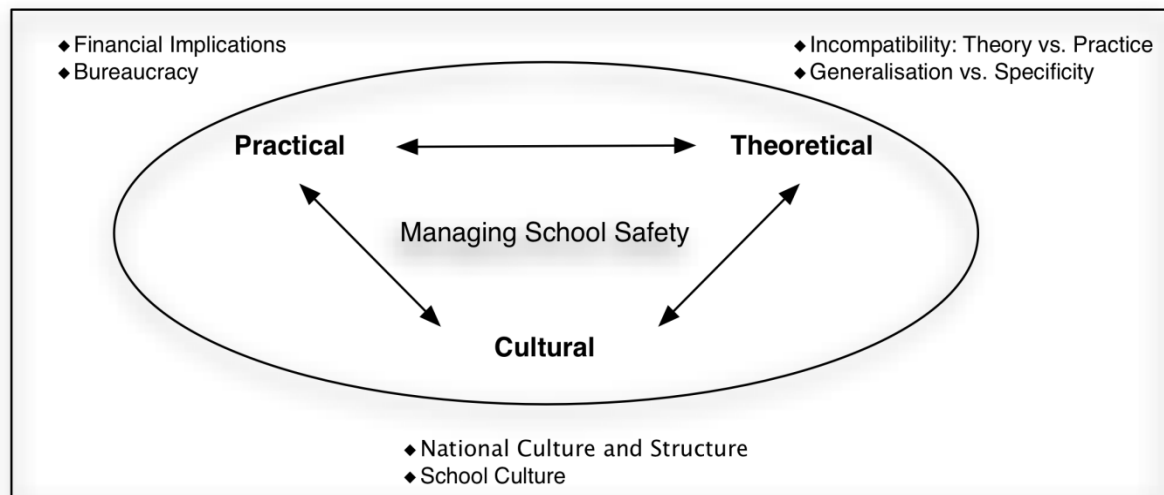 ◆ Financial Implications
◆ Bureaucracy
◆ Incompatibility: Theory vs. Practice
◆ Generalisation vs. Specificity
Practical
Theoretical
Managing School Safety
Cultural
◆ National Culture and Structure
◆ School Culture